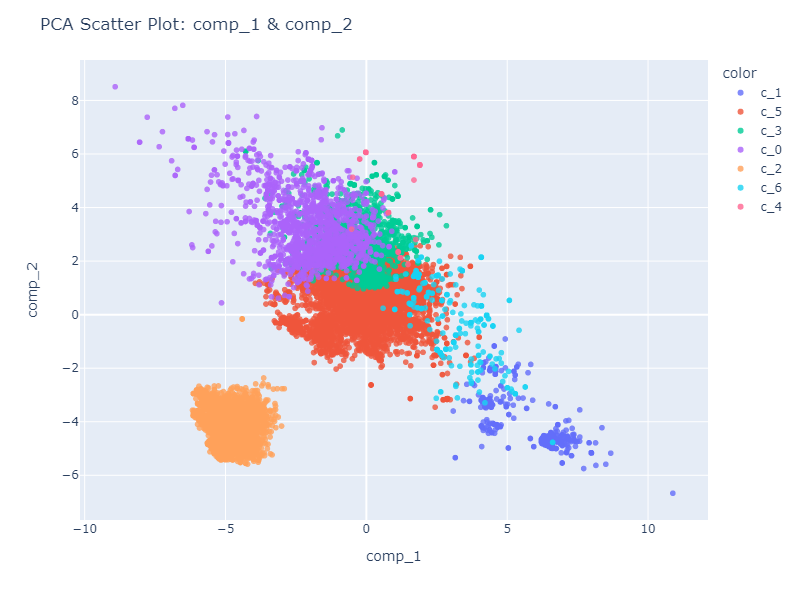 PCA Scatter Plot: comp_1 & comp_2
color
c_1
c_5
c_3
c_0
c_2
c_6
c_4
comp_2
8
6
4
2
0
−2
−4
−6
−10
−5
0
5
10
comp_1